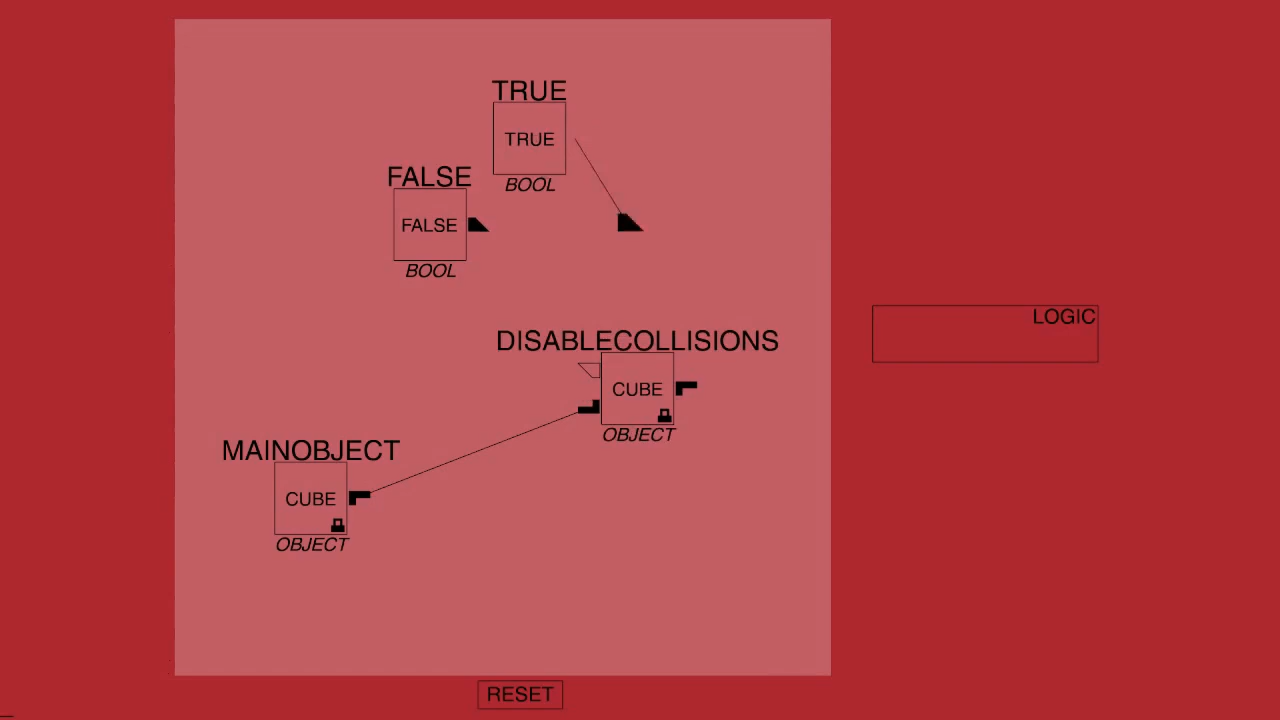 TRUE
TRUE
BOOL
FALSE
FALSE
BOOL
LOGIC
DISABLECOLLISIONS
CUBE
OBJECT
MAINOBJECT
CUBE
OBJECT
RESET